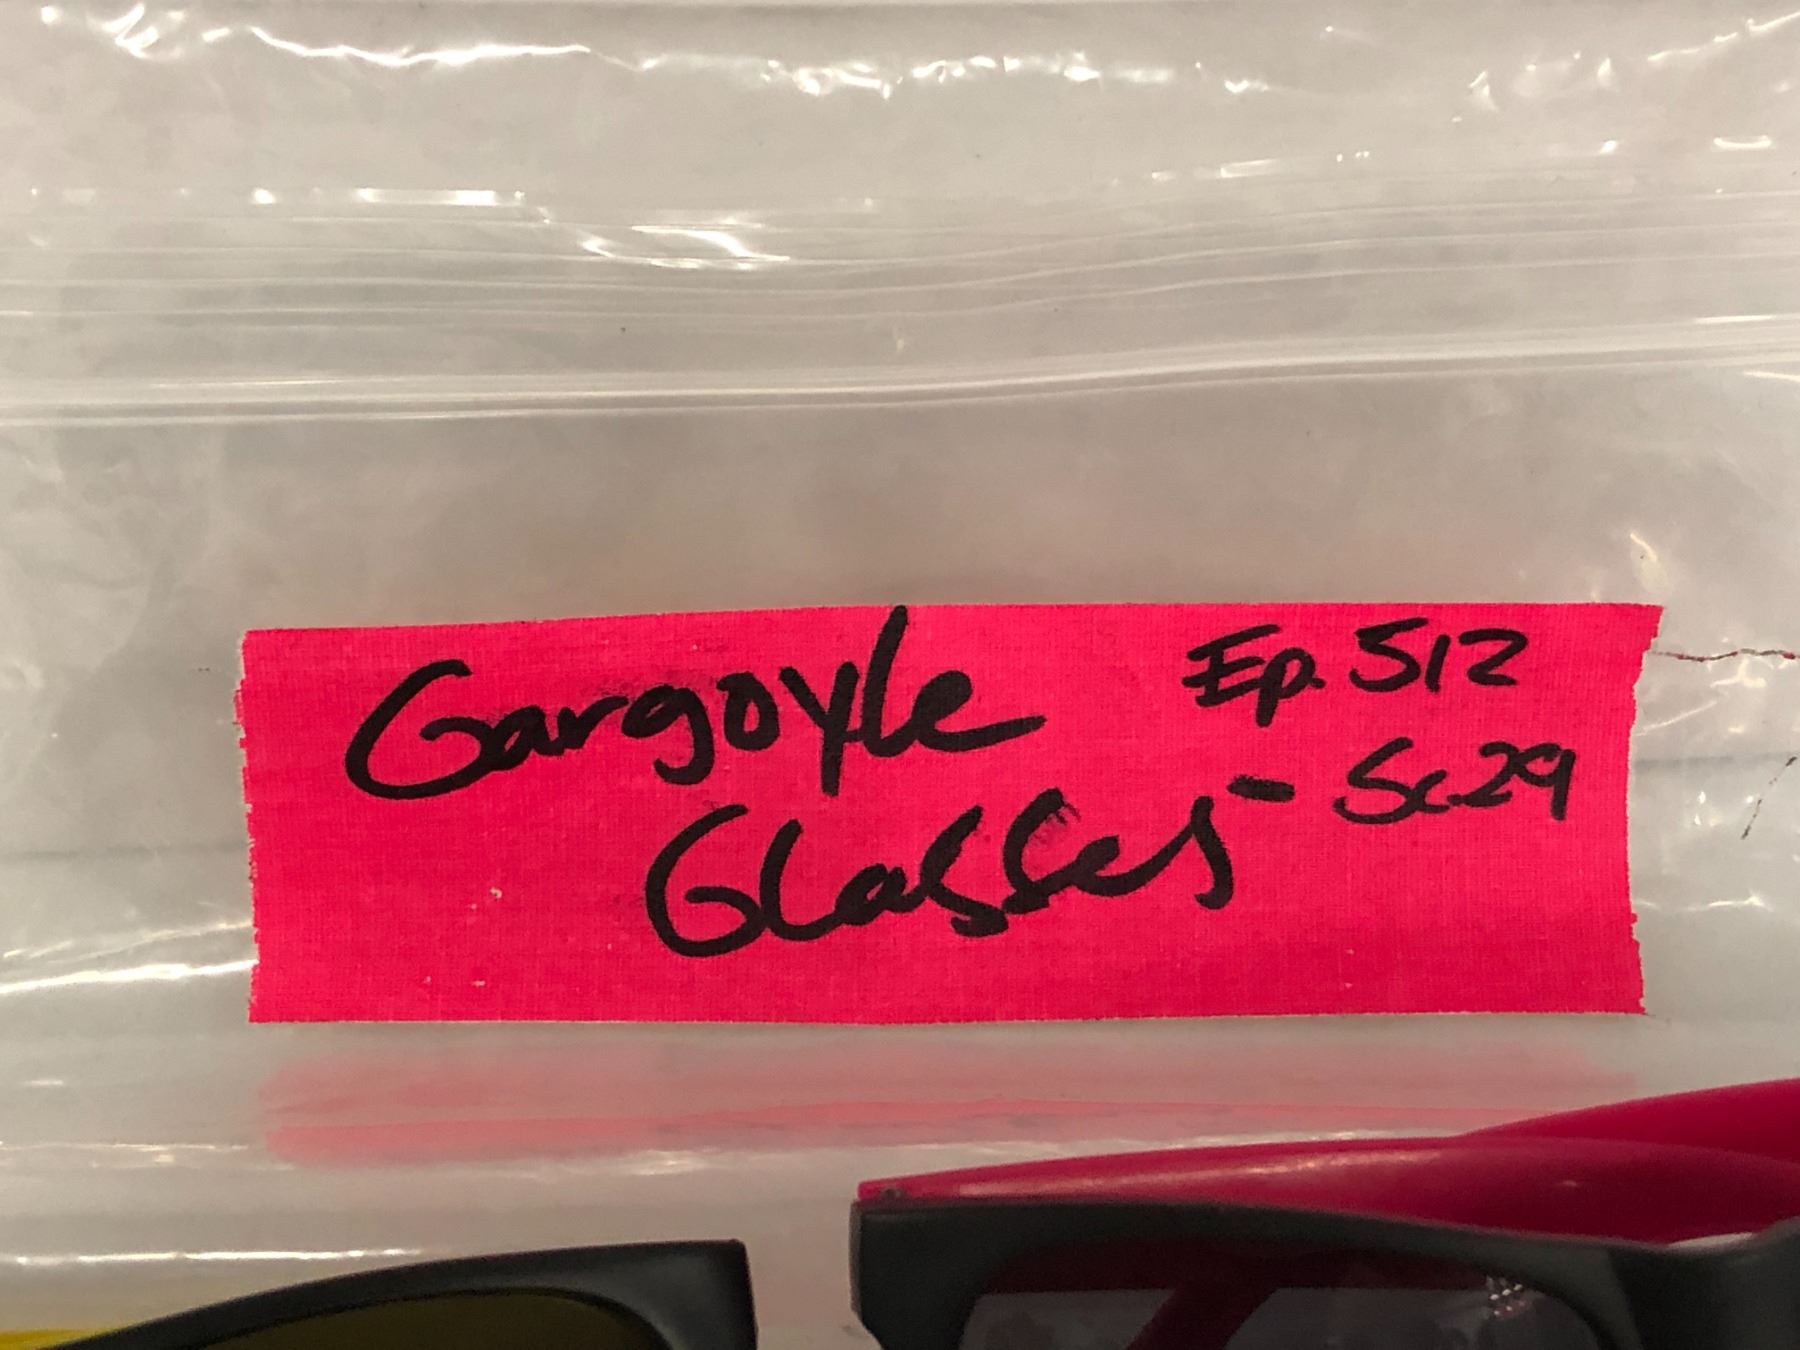 Gargoyle
Glasses
Ep. 512
- Sc. 29